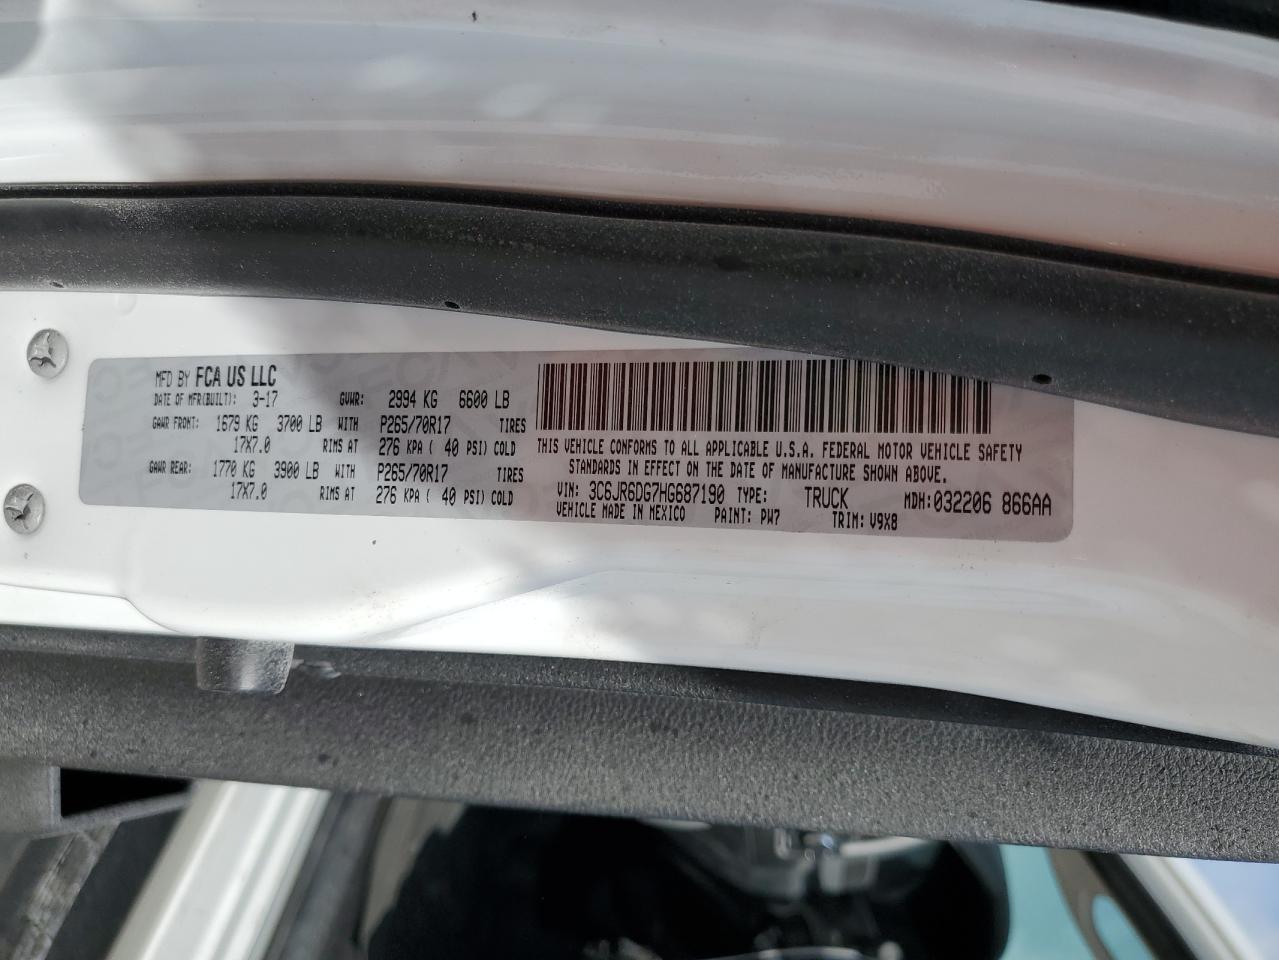 MFD BY FCA US LLC
DATE OF MFR(BUILT): 3-17 GVWR: 2994 KG 6600 LB
GAWR FRONT: 1679 KG 3700 LB WITH P265/70R17 TIRES
17X7.0 RIMS AT 276 KPA ( 40 PSI) COLD
GAWR REAR: 1770 KG 3900 LB WITH P265/70R17 TIRES
17X7.0 RIMS AT 276 KPA ( 40 PSI) COLD
THIS VEHICLE CONFORMS TO ALL APPLICABLE U.S.A. FEDERAL MOTOR VEHICLE SAFETY
STANDARDS IN EFFECT ON THE DATE OF MANUFACTURE SHOWN ABOVE.
VIN: 3C6JR6DG7HG687190 TYPE: TRUCK MDH: 032206 866AA
VEHICLE MADE IN MEXICO PAINT: PW7 TRIM: V9X8